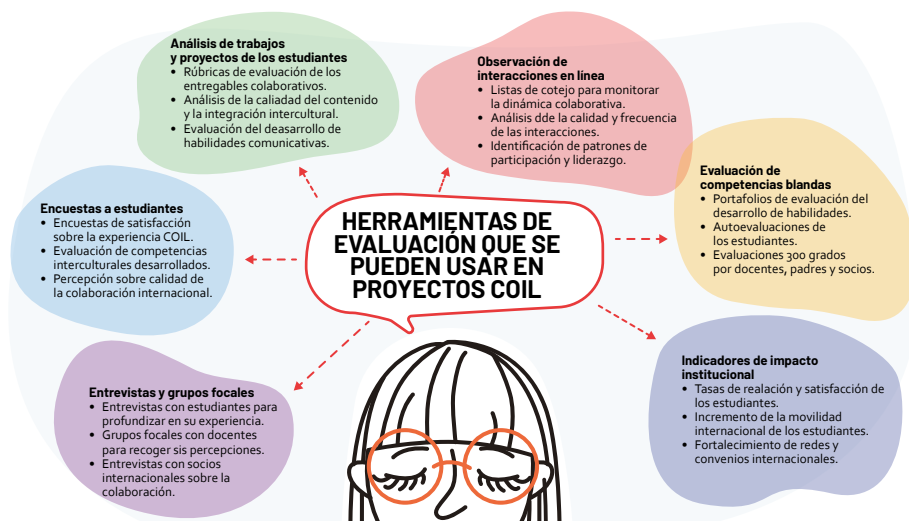 Análisis de trabajos
y proyectos de los estudiantes
• Rúbricas de evaluación de los
entregables colaborativos.
• Análisis de la caliadad del contenido
y la integración intercultural.
• Evaluación del deasarrollo de
habilidades comunicativas.
Observación de
interacciones en línea
• Listas de cotejo para monitorar
la dinámica colaborativa.
• Análisis dde la calidad y frecuencia
de las interacciones.
• Identificación de patrones de
participación y liderazgo.
Encuestas a estudiantes
• Encuestas de satisfacción
sobre la experiencia COIL.
• Evaluación de competencias
interculturales desarrollados.
• Percepción sobre calidad de
la colaboración internacional.
HERRAMIENTAS DE
EVALUACIÓN QUE SE
PUEDEN USAR EN
PROYECTOS COIL
Evaluación de
competencias blandas
• Portafolios de evaluación del
desarrollo de habilidades.
• Autoevaluaciones de
los estudiantes.
• Evaluaciones 300 grados
por docentes, padres y socios.
Entrevistas y grupos focales
• Entrevistas con estudiantes para
profundizar en su experiencia.
• Grupos focales con docentes
para recoger sis percepciones.
• Entrevistas con socios
internacionales sobre la
colaboración.
Indicadores de impacto
institucional
• Tasas de realación y satisfacción de
los estudiantes.
• Incremento de la movilidad
internacional de los estudiantes.
• Fortalecimiento de redes y
convenios internacionales.